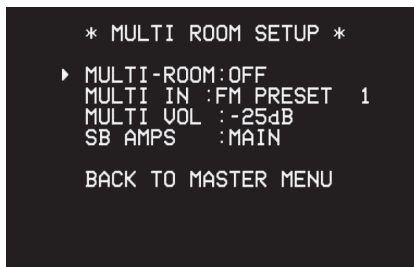 * MULTI ROOM SETUP *
MULTI-ROOM:OFF
MULTI IN :FM PRESET 1
MULTI VOL :-25dB
SB AMPS :MAIN
BACK TO MASTER MENU